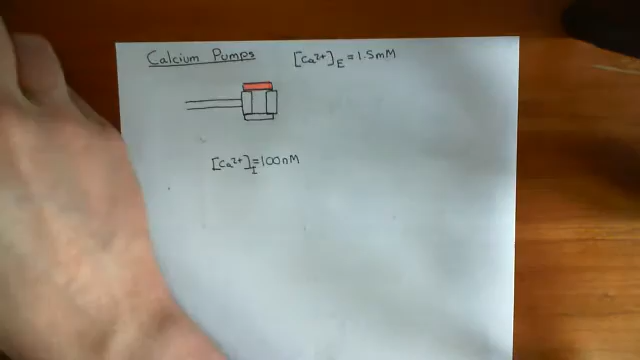 Calcium Pumps
[Ca²⁺]E = 1.5mM
[Ca²⁺]I = 100nM